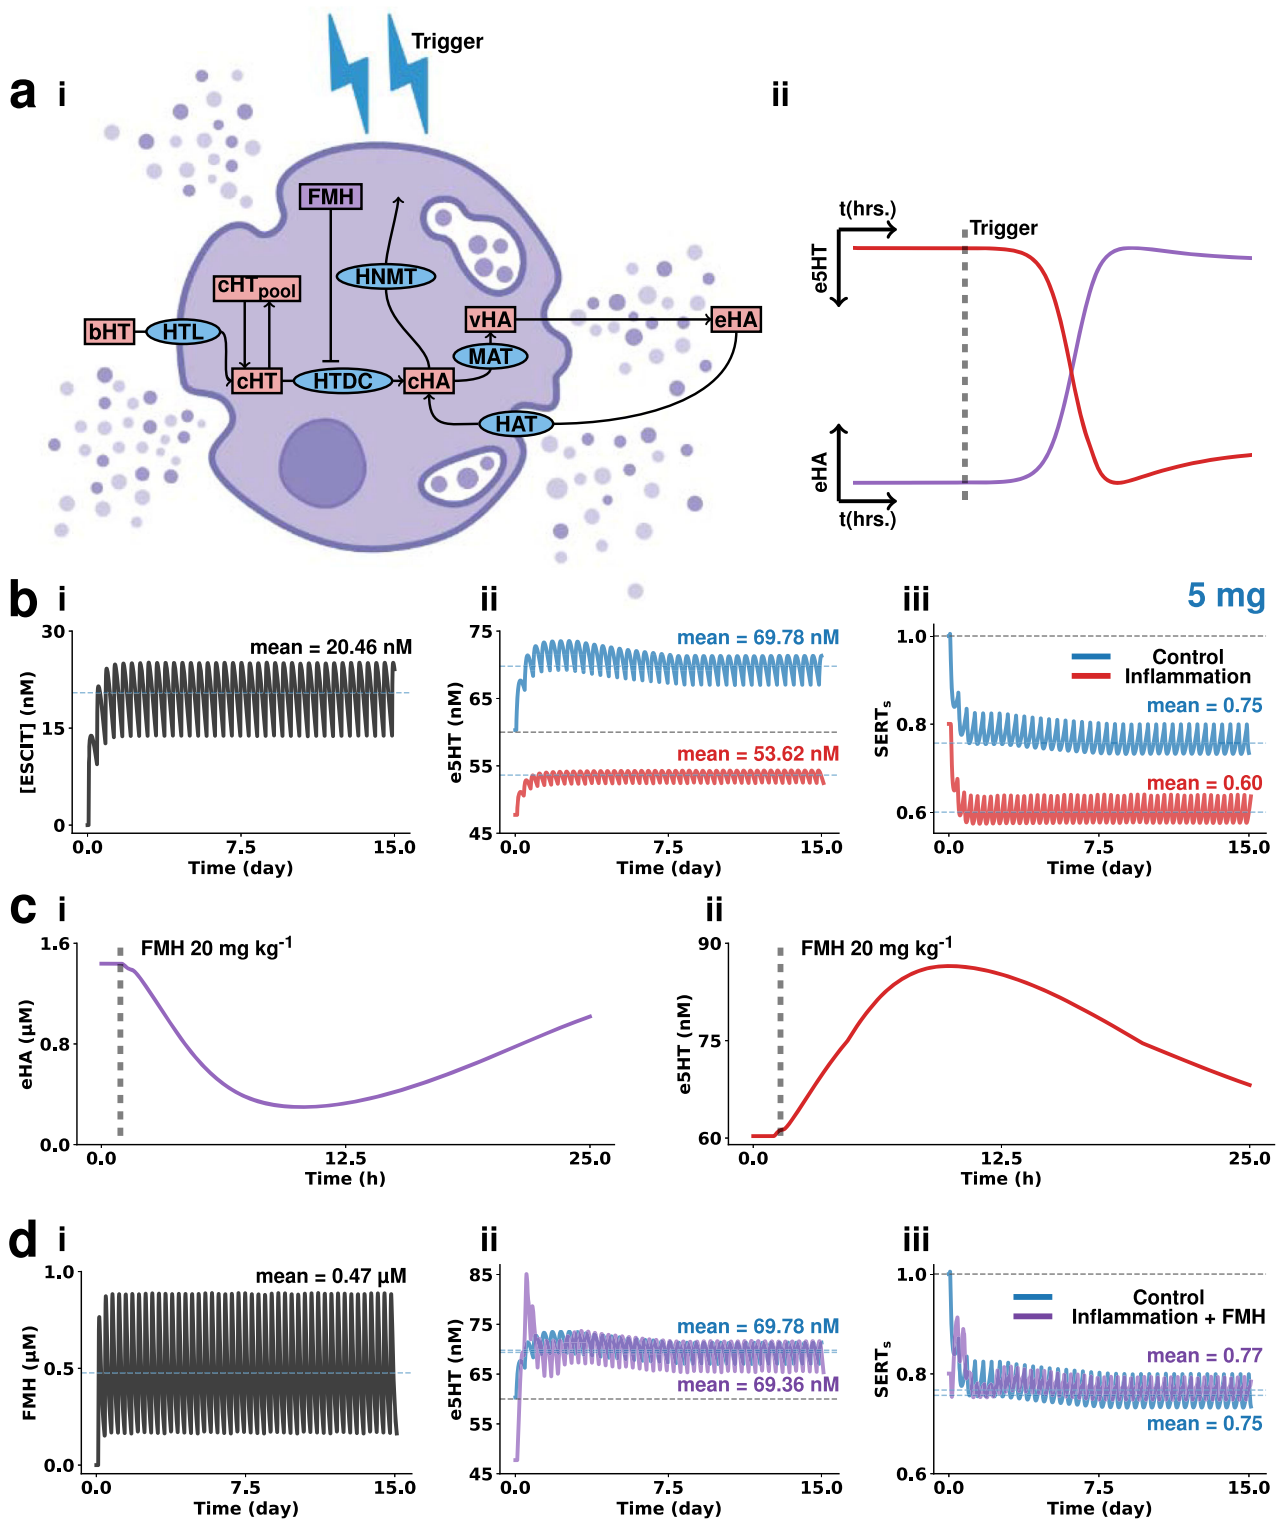 a i
Trigger
FMH
HNMT
cHTpool
bHT
HTL
vHA
eHA
MAT
cHT
HTDC
cHA
HAT
ii
t(hrs.)
e5HT
Trigger
eHA
t(hrs.)
b i
[ESCIT] (nM)
30
15
0
mean = 20.46 nM
0.0 7.5 15.0
Time (day)
ii
e5HT (nM)
75
65
55
45
mean = 69.78 nM
mean = 53.62 nM
0.0 7.5 15.0
Time (day)
iii
5 mg
SERTs
1.0
0.8
0.6
Control
Inflammation
mean = 0.75
mean = 0.60
0.0 7.5 15.0
Time (day)
c i
eHA (µM)
1.6
0.8
0.0
FMH 20 mg kg-1
0.0 12.5 25.0
Time (h)
ii
e5HT (nM)
90
75
60
FMH 20 mg kg-1
0.0 12.5 25.0
Time (h)
d i
FMH (µM)
1.0
0.5
0.0
mean = 0.47 µM
0.0 7.5 15.0
Time (day)
ii
e5HT (nM)
85
75
65
55
45
mean = 69.78 nM
mean = 69.36 nM
0.0 7.5 15.0
Time (day)
iii
SERTs
1.0
0.8
0.6
Control
Inflammation + FMH
mean = 0.77
mean = 0.75
0.0 7.5 15.0
Time (day)